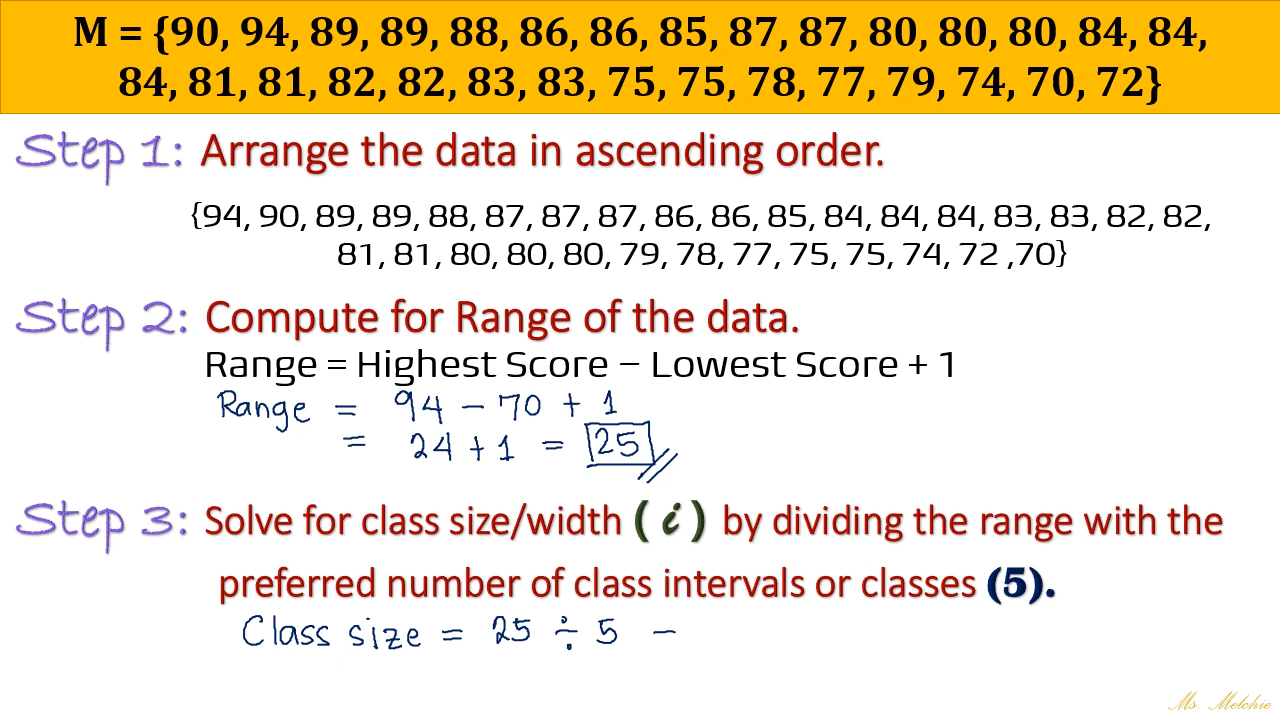 M = {90, 94, 89, 89, 88, 86, 86, 85, 87, 87, 80, 80, 80, 84, 84,
84, 81, 81, 82, 82, 83, 83, 75, 75, 78, 77, 79, 74, 70, 72}
Step 1: Arrange the data in ascending order.
{94, 90, 89, 89, 88, 87, 87, 87, 86, 86, 85, 84, 84, 84, 83, 83, 82, 82,
81, 81, 80, 80, 80, 79, 78, 77, 75, 75, 74, 72 ,70}
Step 2: Compute for Range of the data.
Range = Highest Score – Lowest Score + 1
Range = 94 - 70 + 1
= 24 + 1 = 25
Step 3: Solve for class size/width ( i ) by dividing the range with the
preferred number of class intervals or classes (5).
Class size = 25 ÷ 5 –
Ms Melchie